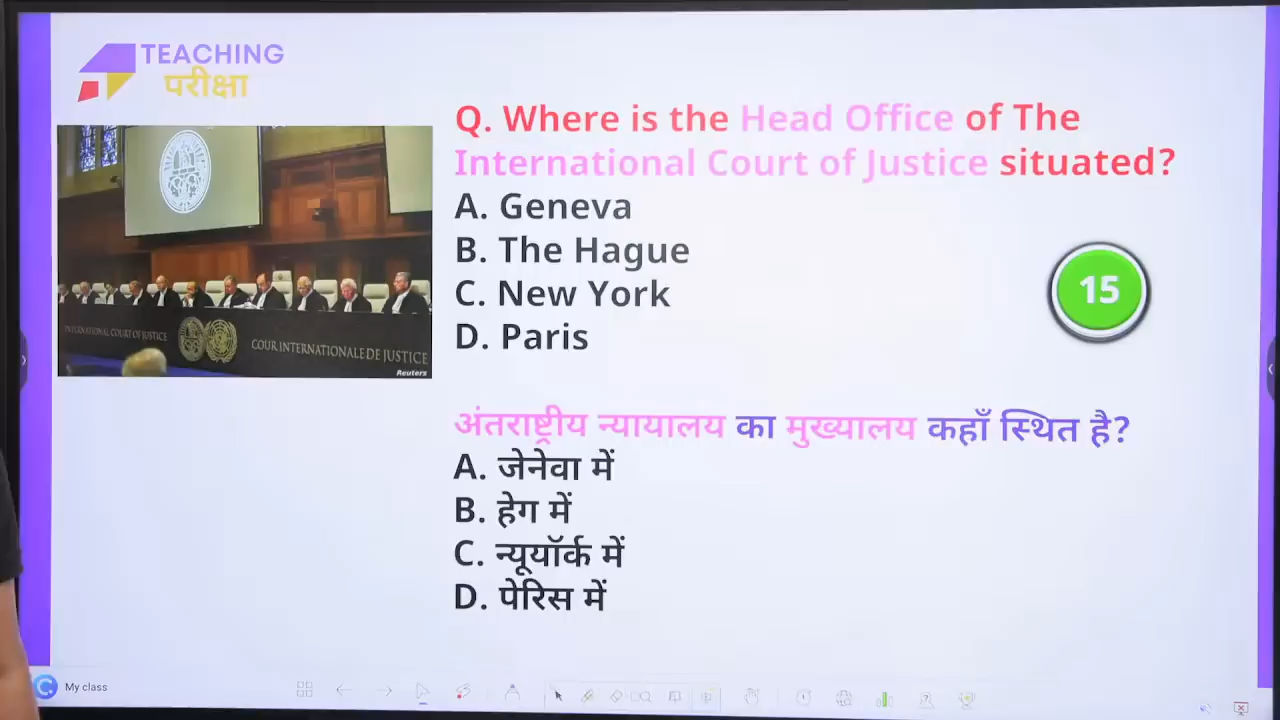 TEACHING
परीक्षा
Q. Where is the Head Office of The
International Court of Justice situated?
A. Geneva
B. The Hague
C. New York
D. Paris
15
INTERNATIONAL COURT OF JUSTICE
COUR INTERNATIONALE DE JUSTICE
Reuters
अंतराष्ट्रीय न्यायालय का मुख्यालय कहाँ स्थित है?
A. जेनेवा में
B. हेग में
C. न्यूयॉर्क में
D. पेरिस में
My class